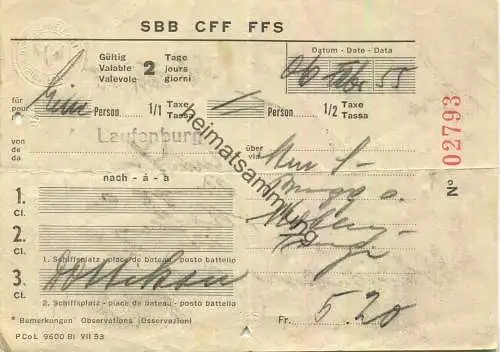 SBB CFF FFS
Gültig Tage
Valable 2 jours
Valevole giorni
Datum - Date - Data
06 Febr 55
für
pour
per
Person 1/1 Taxe Tassa
Person 1/2 Taxe Tassa
von
de
da
Laufenburg
über
via
nach - à - a
1. Cl.
2. Cl.
1. Schiffsplatz - place de bateau - posto battello
3. Cl.
Dottikon
2. Schiffsplatz - place de bateau - posto battello
Fr. 5.20
* Bemerkungen Observations (Osservazioni
PCoL 9600 Bl VII 53
N° 02793
heimatsammlung